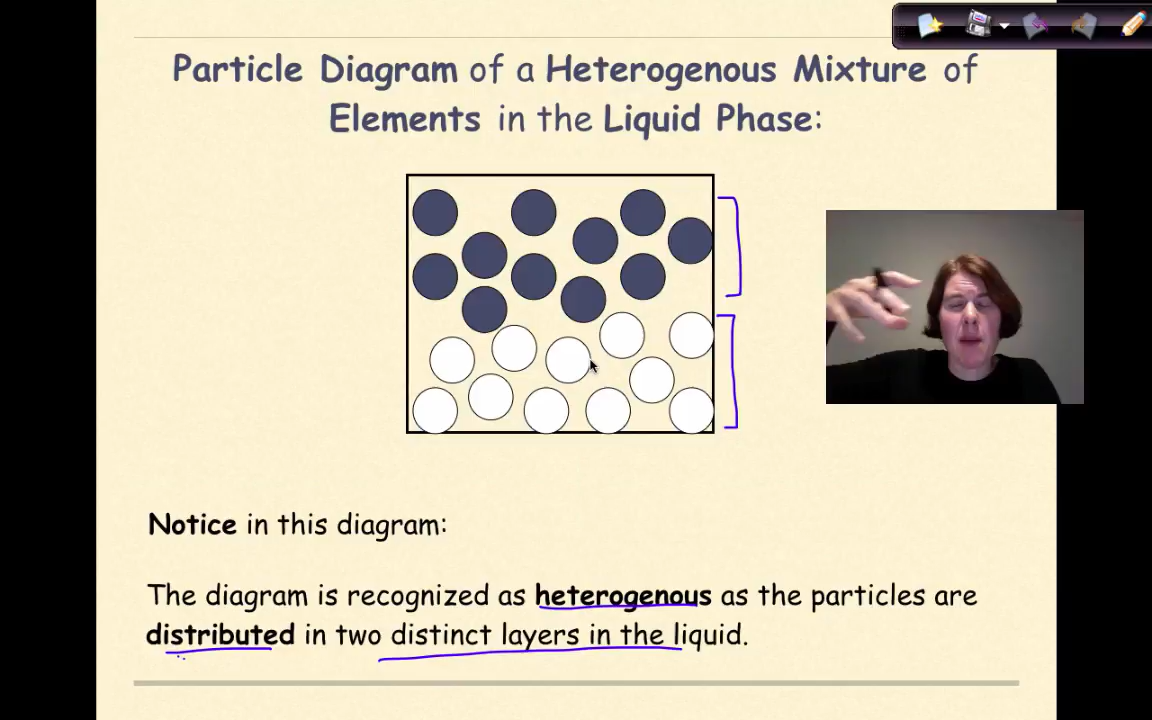 Particle Diagram of a Heterogenous Mixture of
Elements in the Liquid Phase:
Notice in this diagram:
The diagram is recognized as heterogenous as the particles are
distributed in two distinct layers in the liquid.